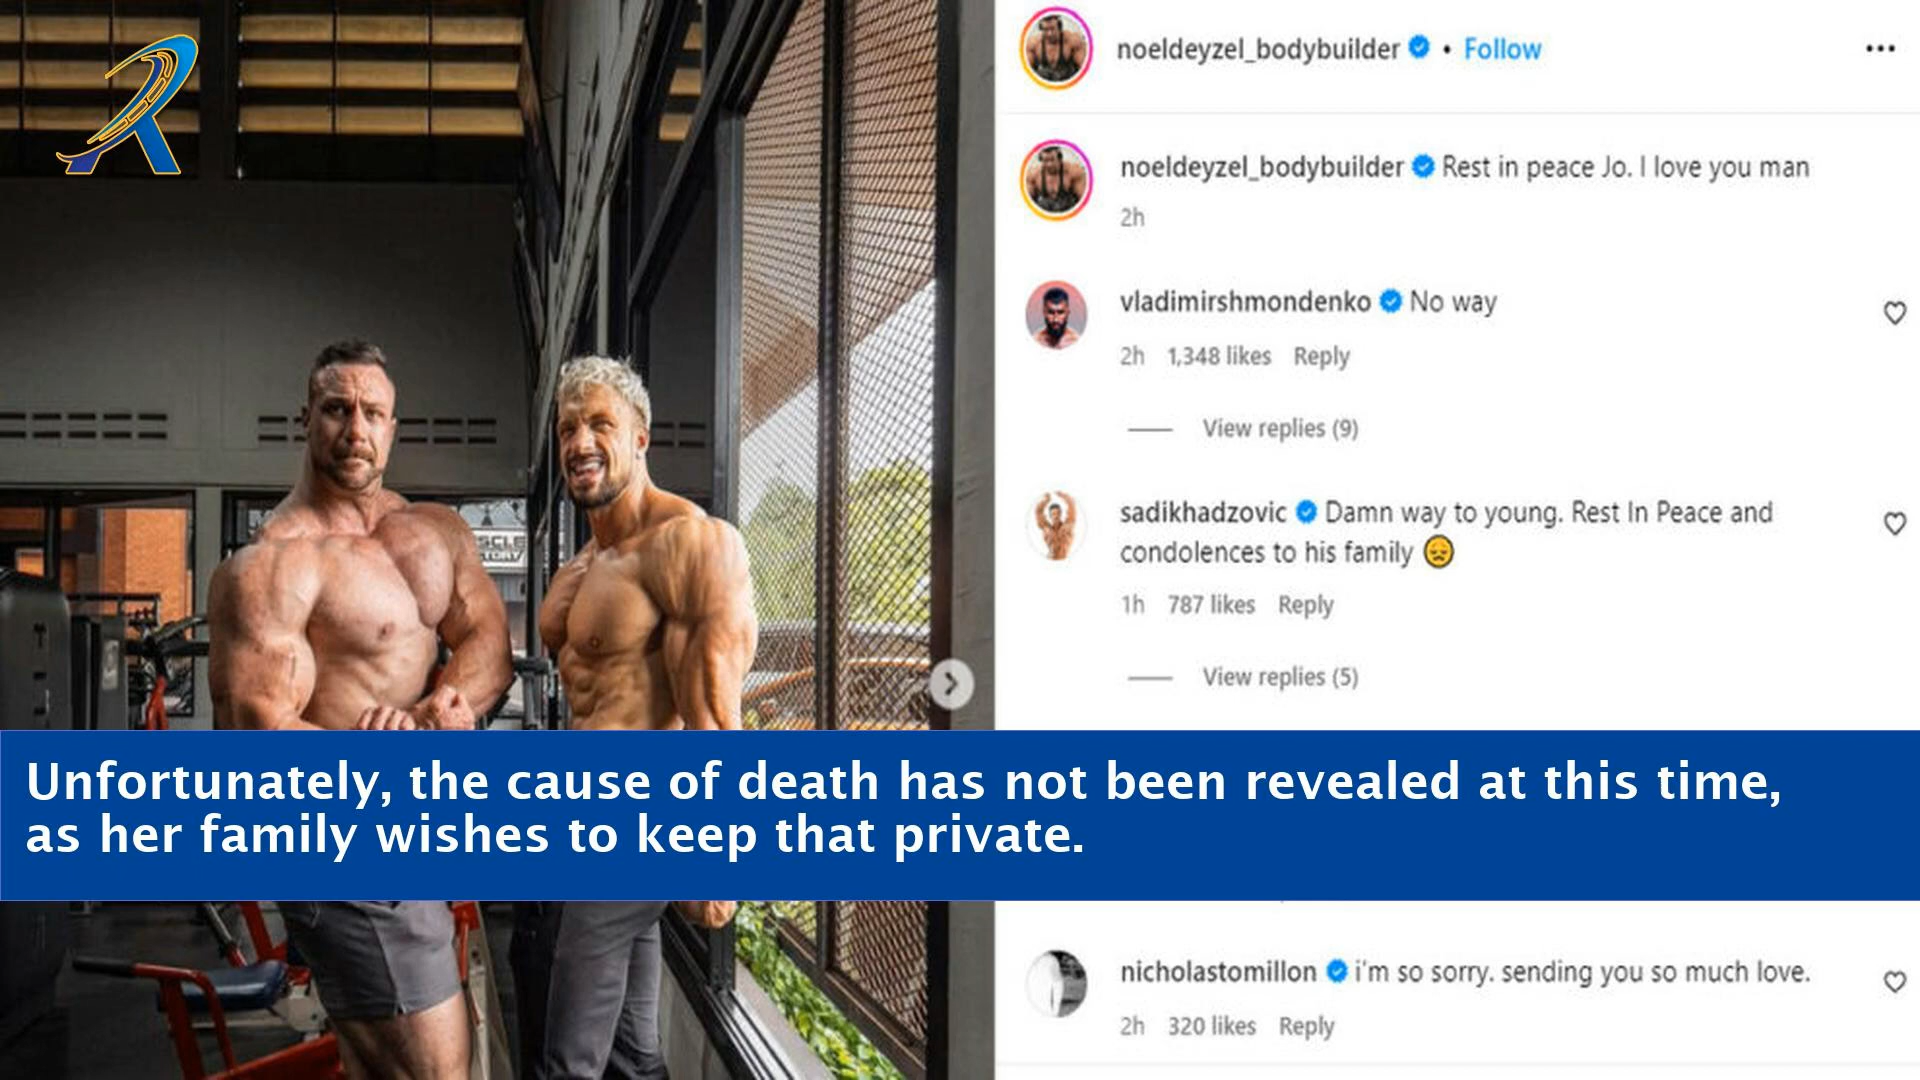 noeldeyzel_bodybuilder • Follow
noeldeyzel_bodybuilder Rest in peace Jo. I love you man
2h
vladimirshmondenko No way
2h 1,348 likes Reply
View replies (9)
sadikhadzovic Damn way to young. Rest In Peace and
condolences to his family
1h 787 likes Reply
View replies (5)
Unfortunately, the cause of death has not been revealed at this time,
as her family wishes to keep that private.
nicholastomillon i'm so sorry. sending you so much love.
2h 320 likes Reply